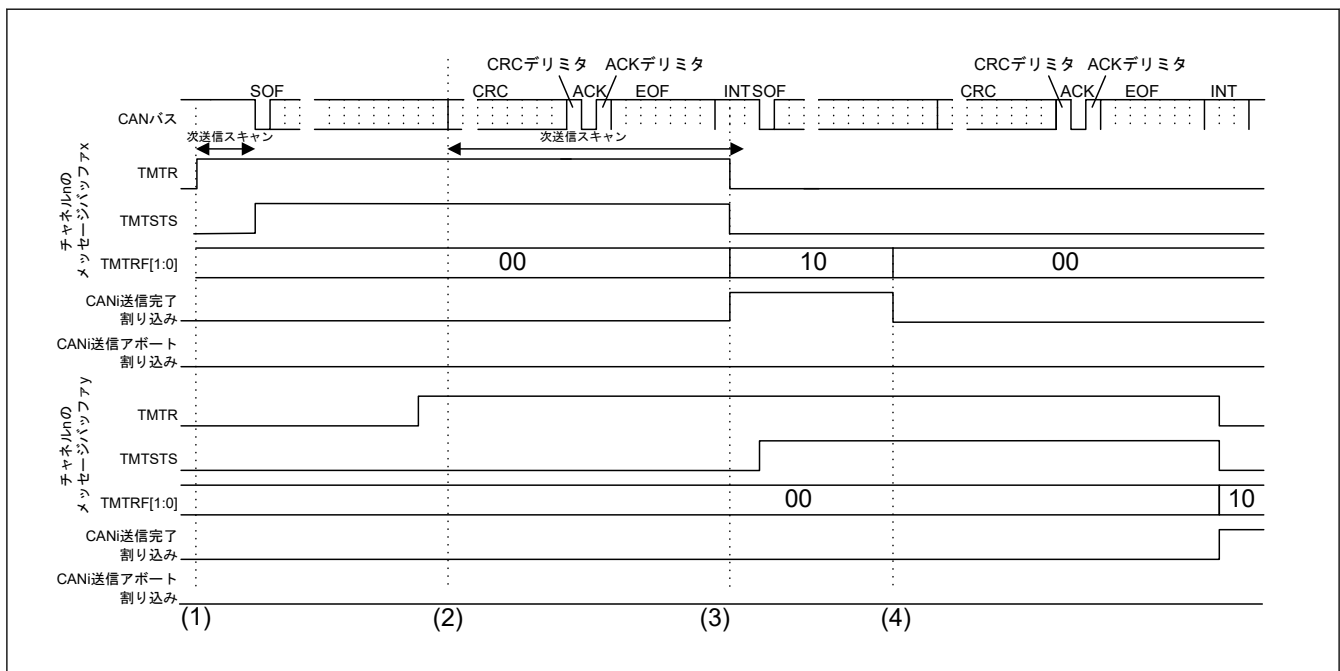 CRCデリミタ ACKデリミタ CRCデリミタ ACKデリミタ
SOF CRC ACK EOF INT SOF CRC ACK EOF INT
CANバス
次送信スキャン 次送信スキャン
チャネルnの
メッセージバッファx
TMTR
TMTSTS
TMTRF[1:0] 00 10 00
CANi送信完了
割り込み
CANi送信アボート
割り込み
チャネルnの
メッセージバッファy
TMTR
TMTSTS
TMTRF[1:0] 00 10
CANi送信完了
割り込み
CANi送信アボート
割り込み
(1) (2) (3) (4)